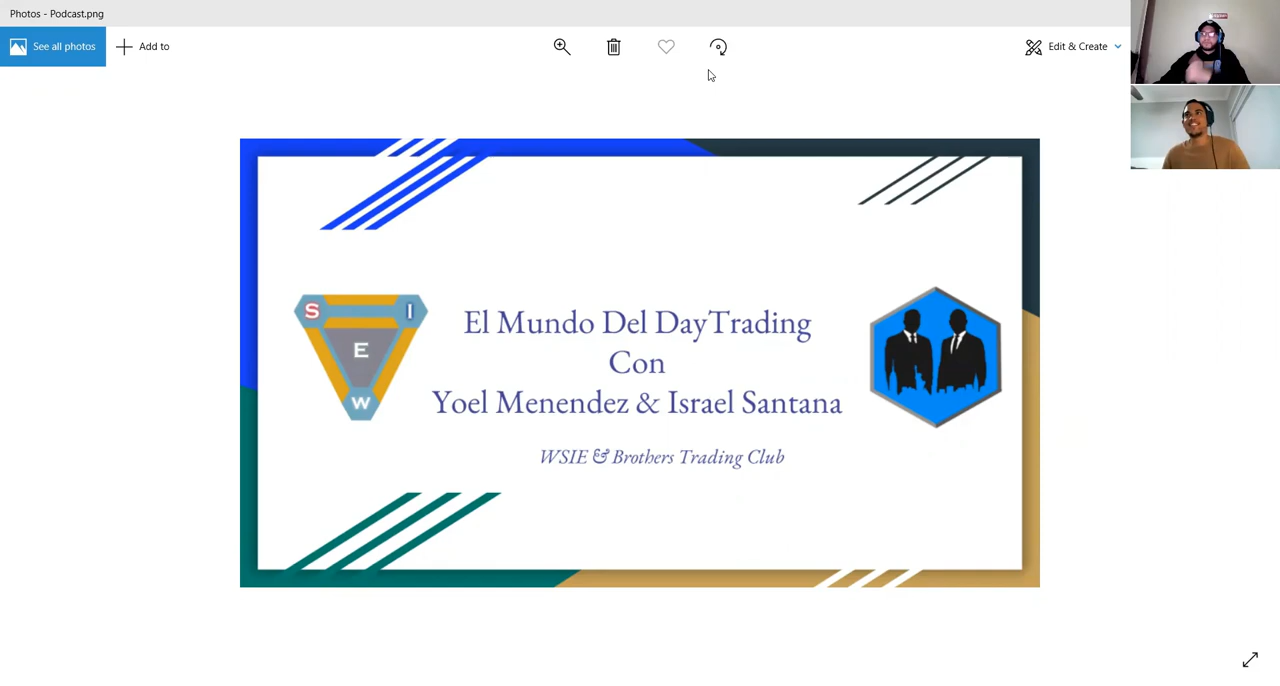 Photos - Podcast.png
See all photos
Add to
Edit & Create
S I
E
W
El Mundo Del DayTrading
Con
Yoel Menendez & Israel Santana
WSIE & Brothers Trading Club